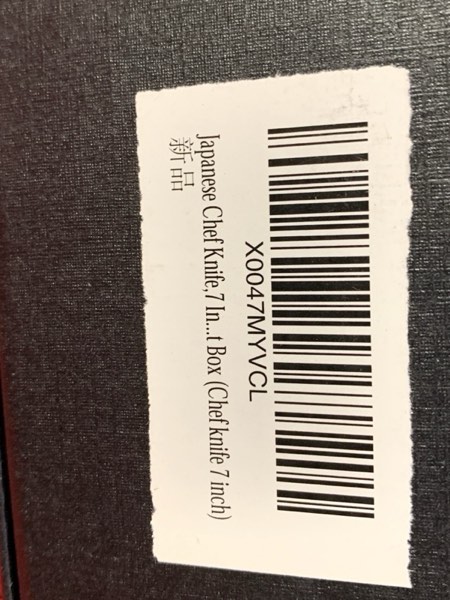 X0047MYVCL
Japanese Chef Knife,7 In...t Box (Chef knife 7 inch)
新品